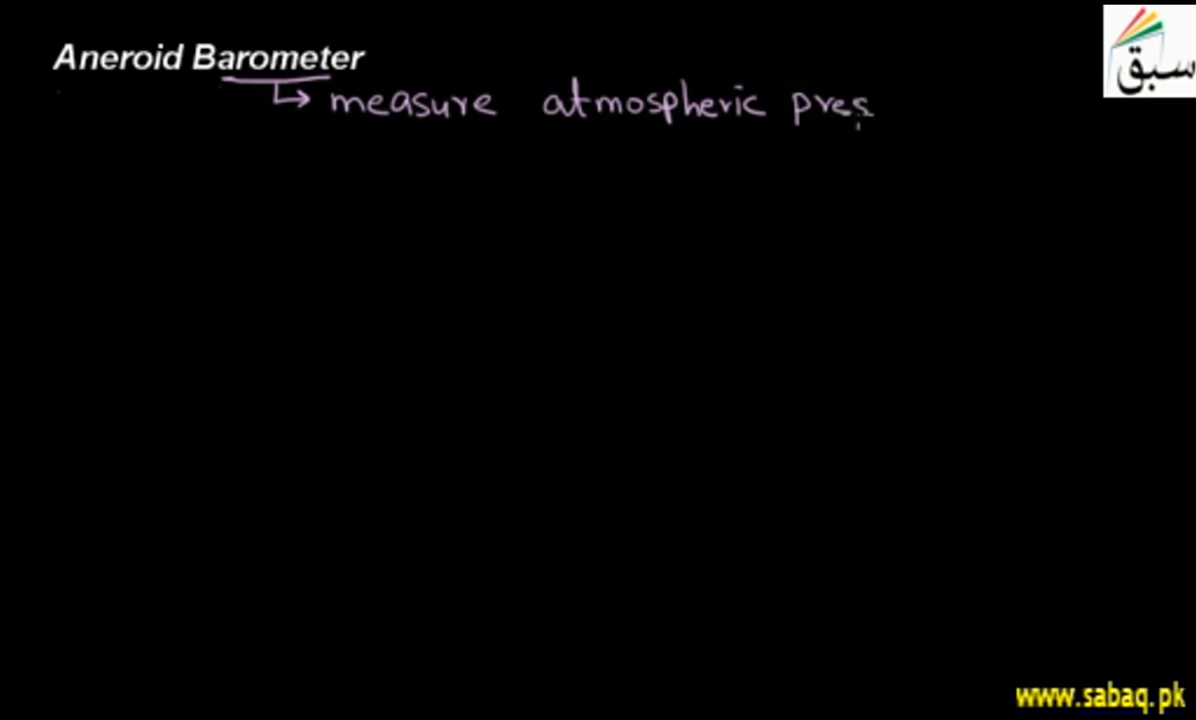 Aneroid Barometer
سبق
↳ measure atmospheric pres
www.sabaq.pk